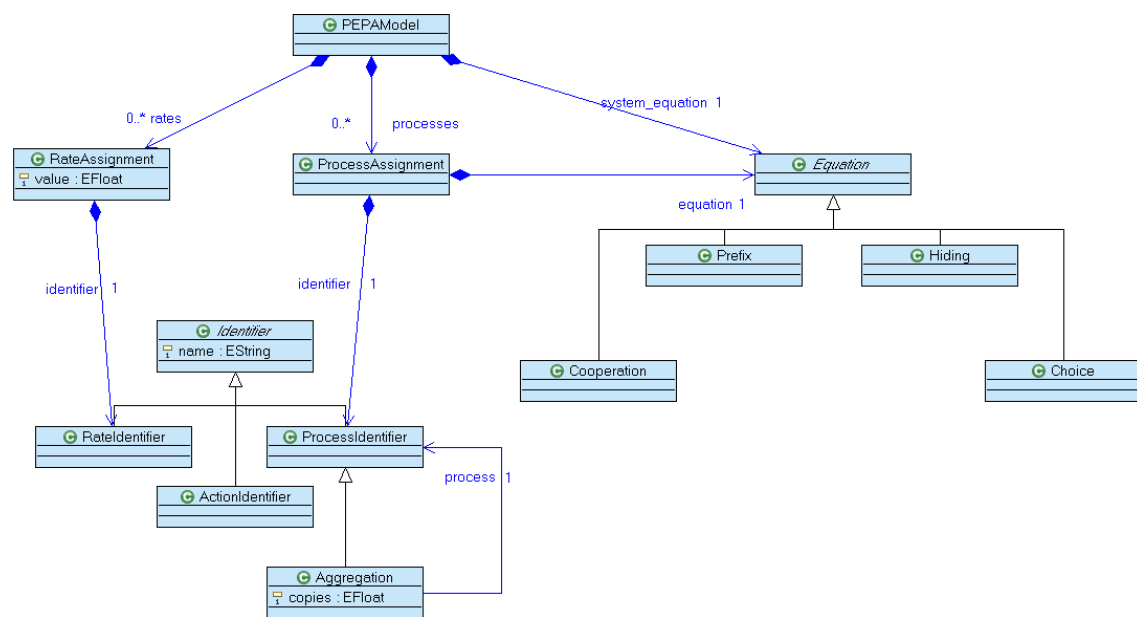 PEPAModel
system_equation 1
0..* rates
0..* processes
RateAssignment
value : EFloat
ProcessAssignment
Equation
equation 1
Prefix
Hiding
identifier 1
identifier 1
Identifier
name : EString
Cooperation
Choice
RateIdentifier
ProcessIdentifier
process 1
ActionIdentifier
Aggregation
copies : EFloat